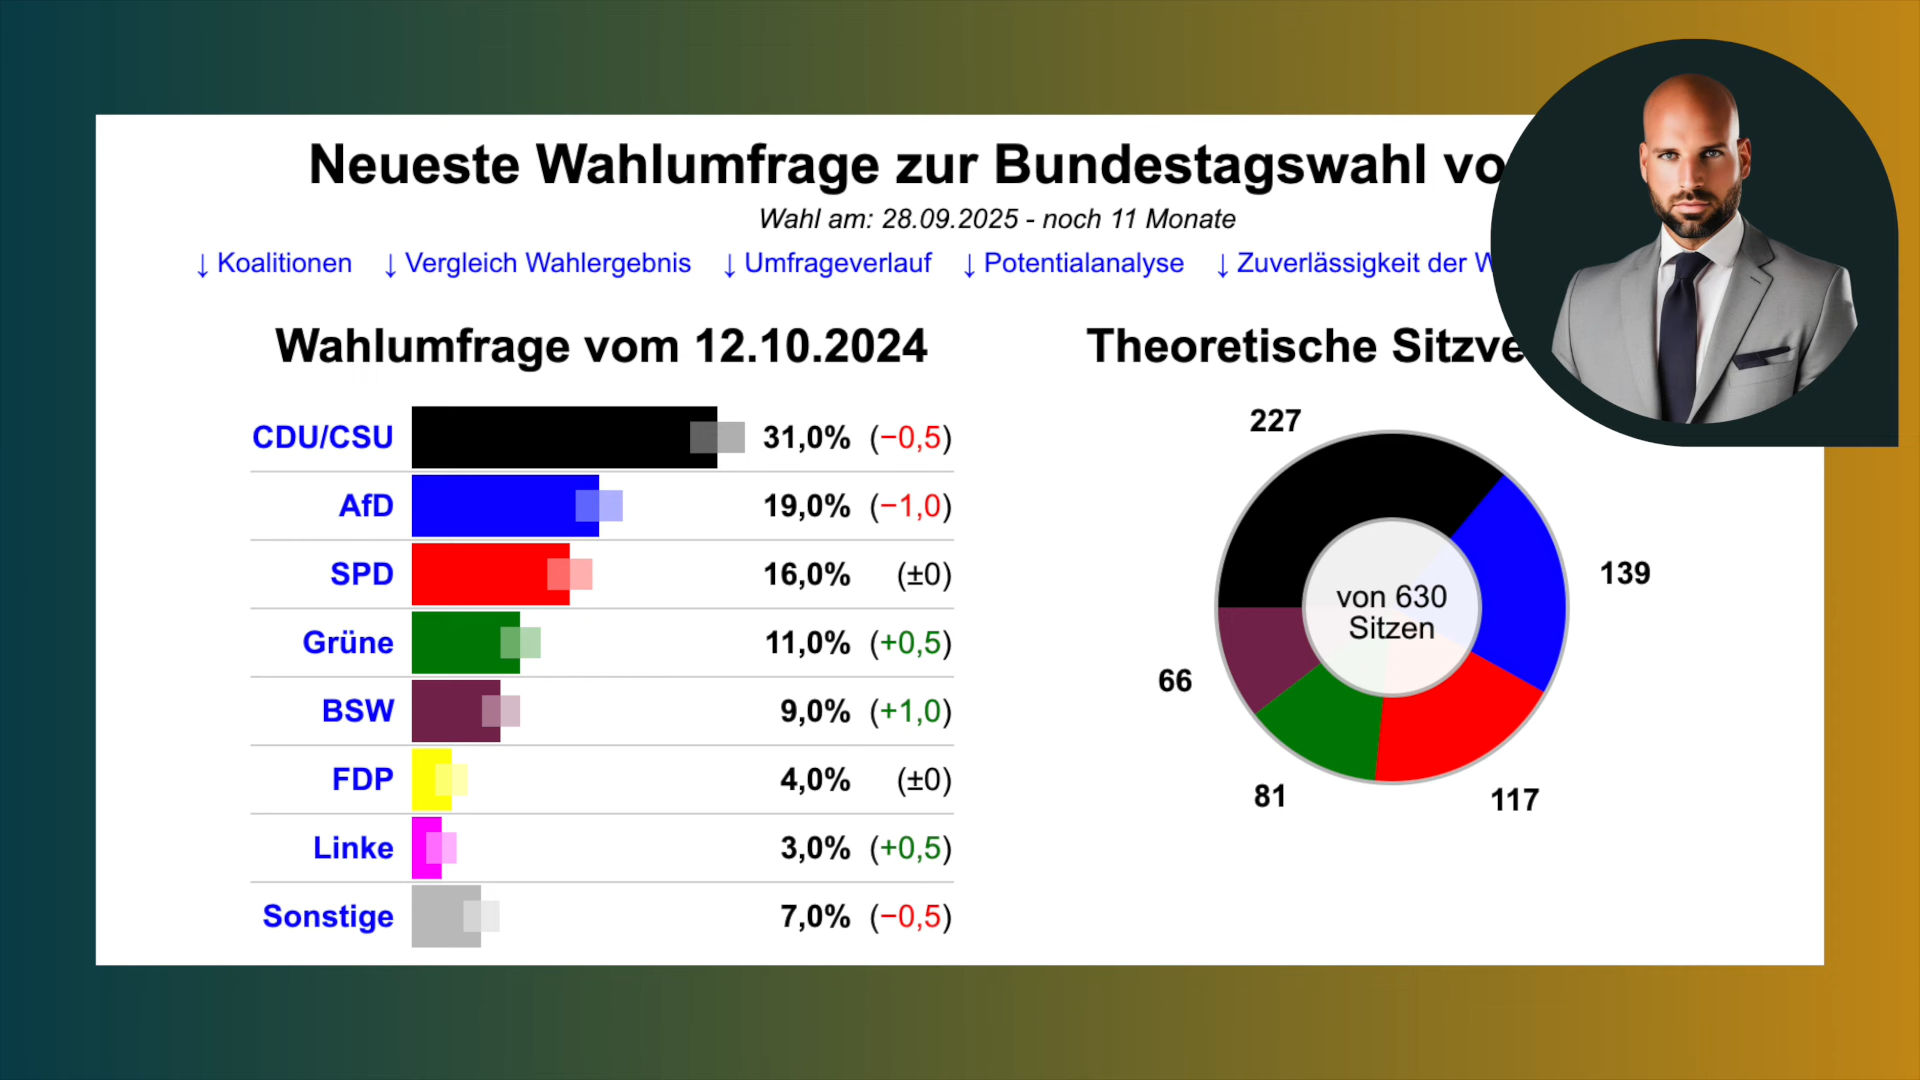 Neueste Wahlumfrage zur Bundestagswahl
Wahl am: 28.09.2025 - noch 11 Monate
↓ Koalitionen ↓ Vergleich Wahlergebnis ↓ Umfrageverlauf ↓ Potentialanalyse ↓ Zuverlässigkeit der
Wahlumfrage vom 12.10.2024
CDU/CSU 31,0% (−0,5)
AfD 19,0% (−1,0)
SPD 16,0% (±0)
Grüne 11,0% (+0,5)
BSW 9,0% (+1,0)
FDP 4,0% (±0)
Linke 3,0% (+0,5)
Sonstige 7,0% (−0,5)
Theoretische
227
139
von 630
Sitzen
66
81
117